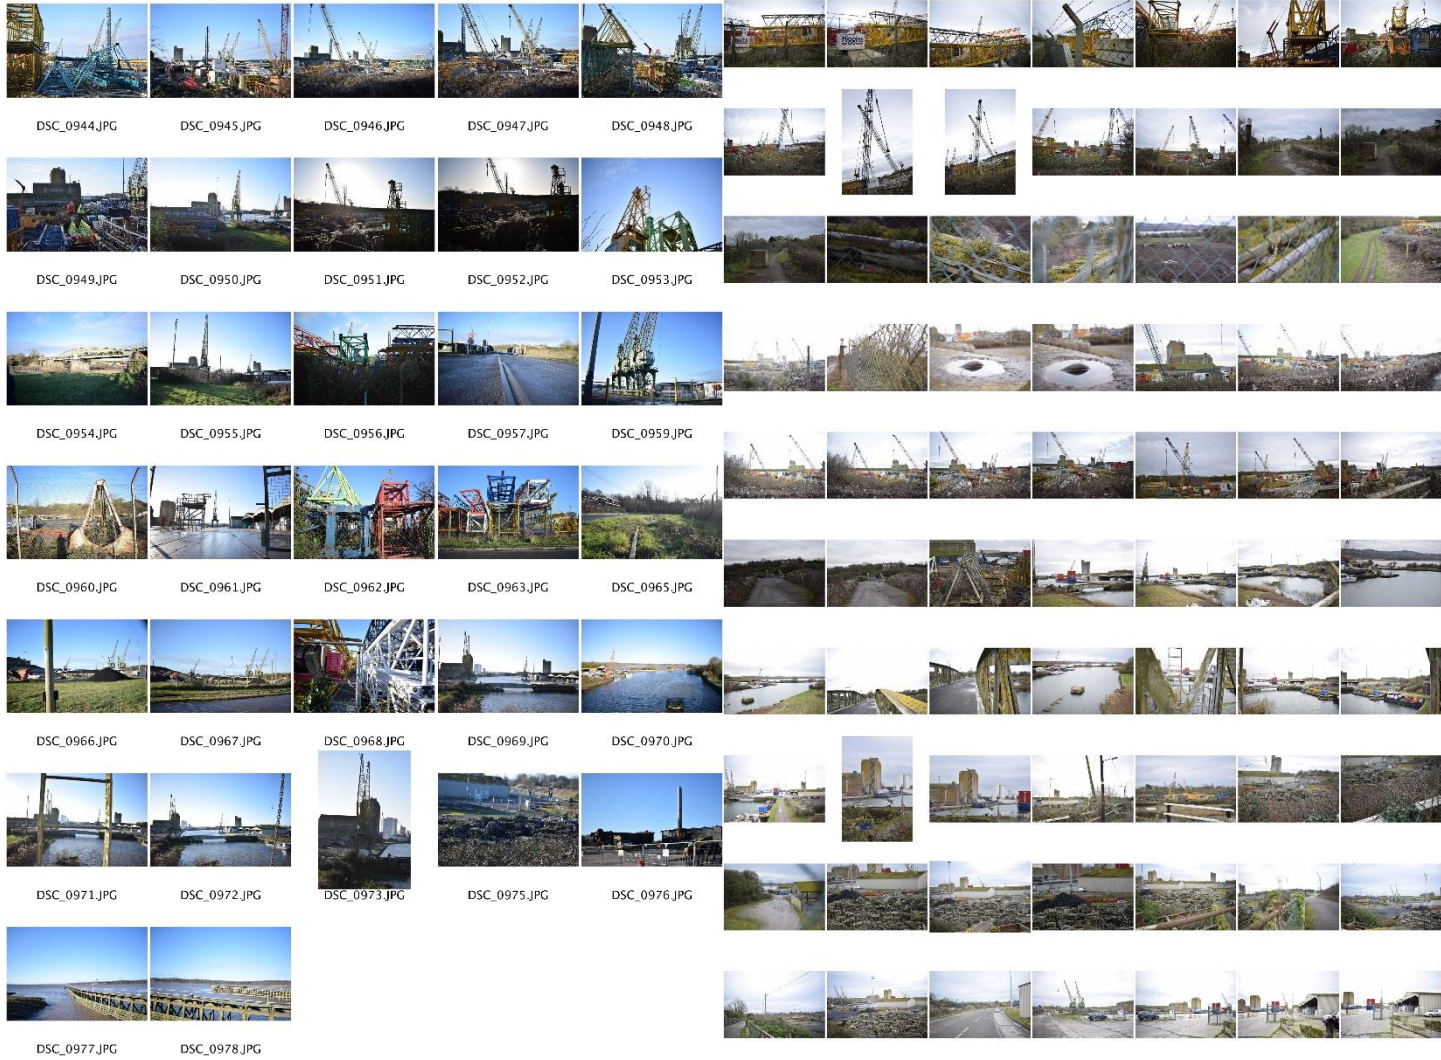 DSC_0944.JPG DSC_0945.JPG DSC_0946.JPG DSC_0947.JPG DSC_0948.JPG
DSC_0949.JPG DSC_0950.JPG DSC_0951.JPG DSC_0952.JPG DSC_0953.JPG
DSC_0954.JPG DSC_0955.JPG DSC_0956.JPG DSC_0957.JPG DSC_0959.JPG
DSC_0960.JPG DSC_0961.JPG DSC_0962.JPG DSC_0963.JPG DSC_0965.JPG
DSC_0966.JPG DSC_0967.JPG DSC_0968.JPG DSC_0969.JPG DSC_0970.JPG
DSC_0971.JPG DSC_0972.JPG DSC_0973.JPG DSC_0975.JPG DSC_0976.JPG
DSC_0977.JPG DSC_0978.JPG